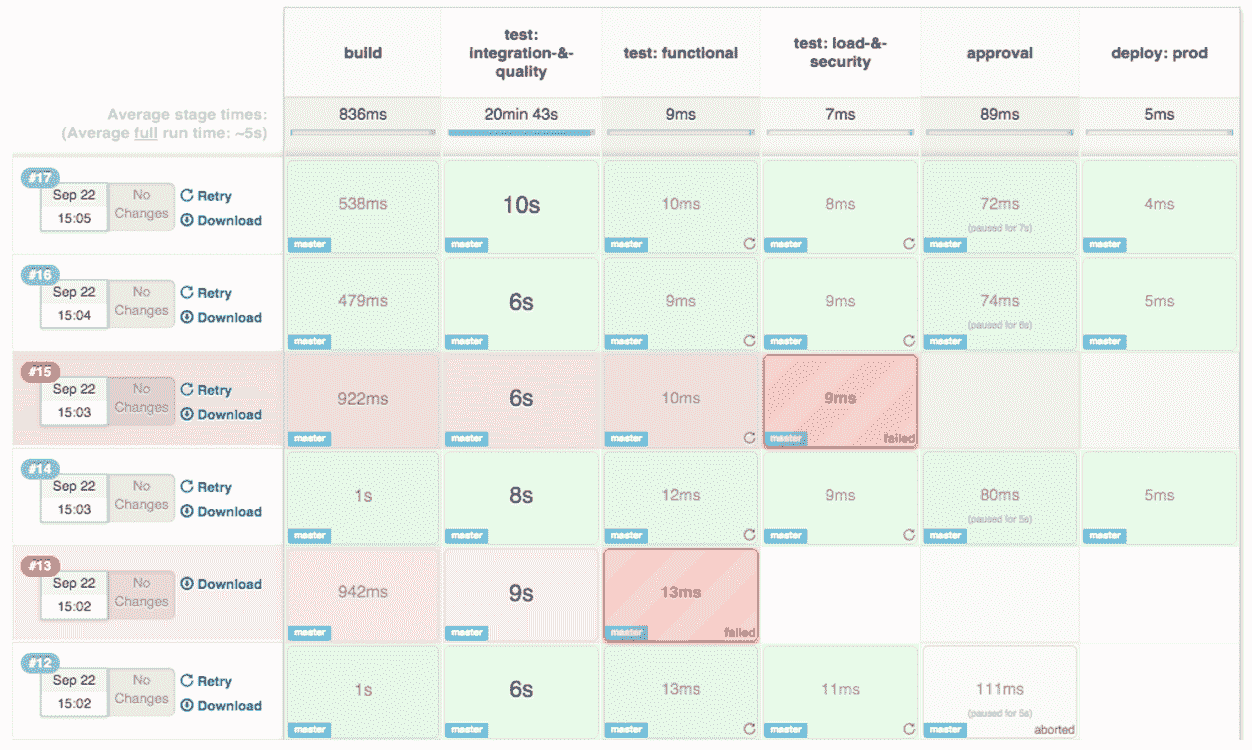 build
test:
integration-&-
quality
test: functional
test: load-&-
security
approval
deploy: prod
Average stage times:
(Average full run time: ~5s)
836ms
20min 43s
9ms
7ms
89ms
5ms
#17
Sep 22
15:05
No
Changes
Retry
Download
538ms
master
10s
master
10ms
master
8ms
master
72ms
(paused for 7s)
master
4ms
master
#16
Sep 22
15:04
No
Changes
Retry
Download
479ms
master
6s
master
9ms
master
9ms
master
74ms
(paused for 6s)
master
5ms
master
#15
Sep 22
15:03
No
Changes
Retry
Download
922ms
master
6s
master
10ms
master
9ms
master
failed
#14
Sep 22
15:03
No
Changes
Retry
Download
1s
master
8s
master
12ms
master
9ms
master
80ms
(paused for 5s)
master
5ms
master
#13
Sep 22
15:02
No
Changes
Download
942ms
master
9s
master
13ms
master
failed
#12
Sep 22
15:02
No
Changes
Retry
Download
1s
master
6s
master
13ms
master
11ms
master
111ms
(paused for 5s)
master
aborted